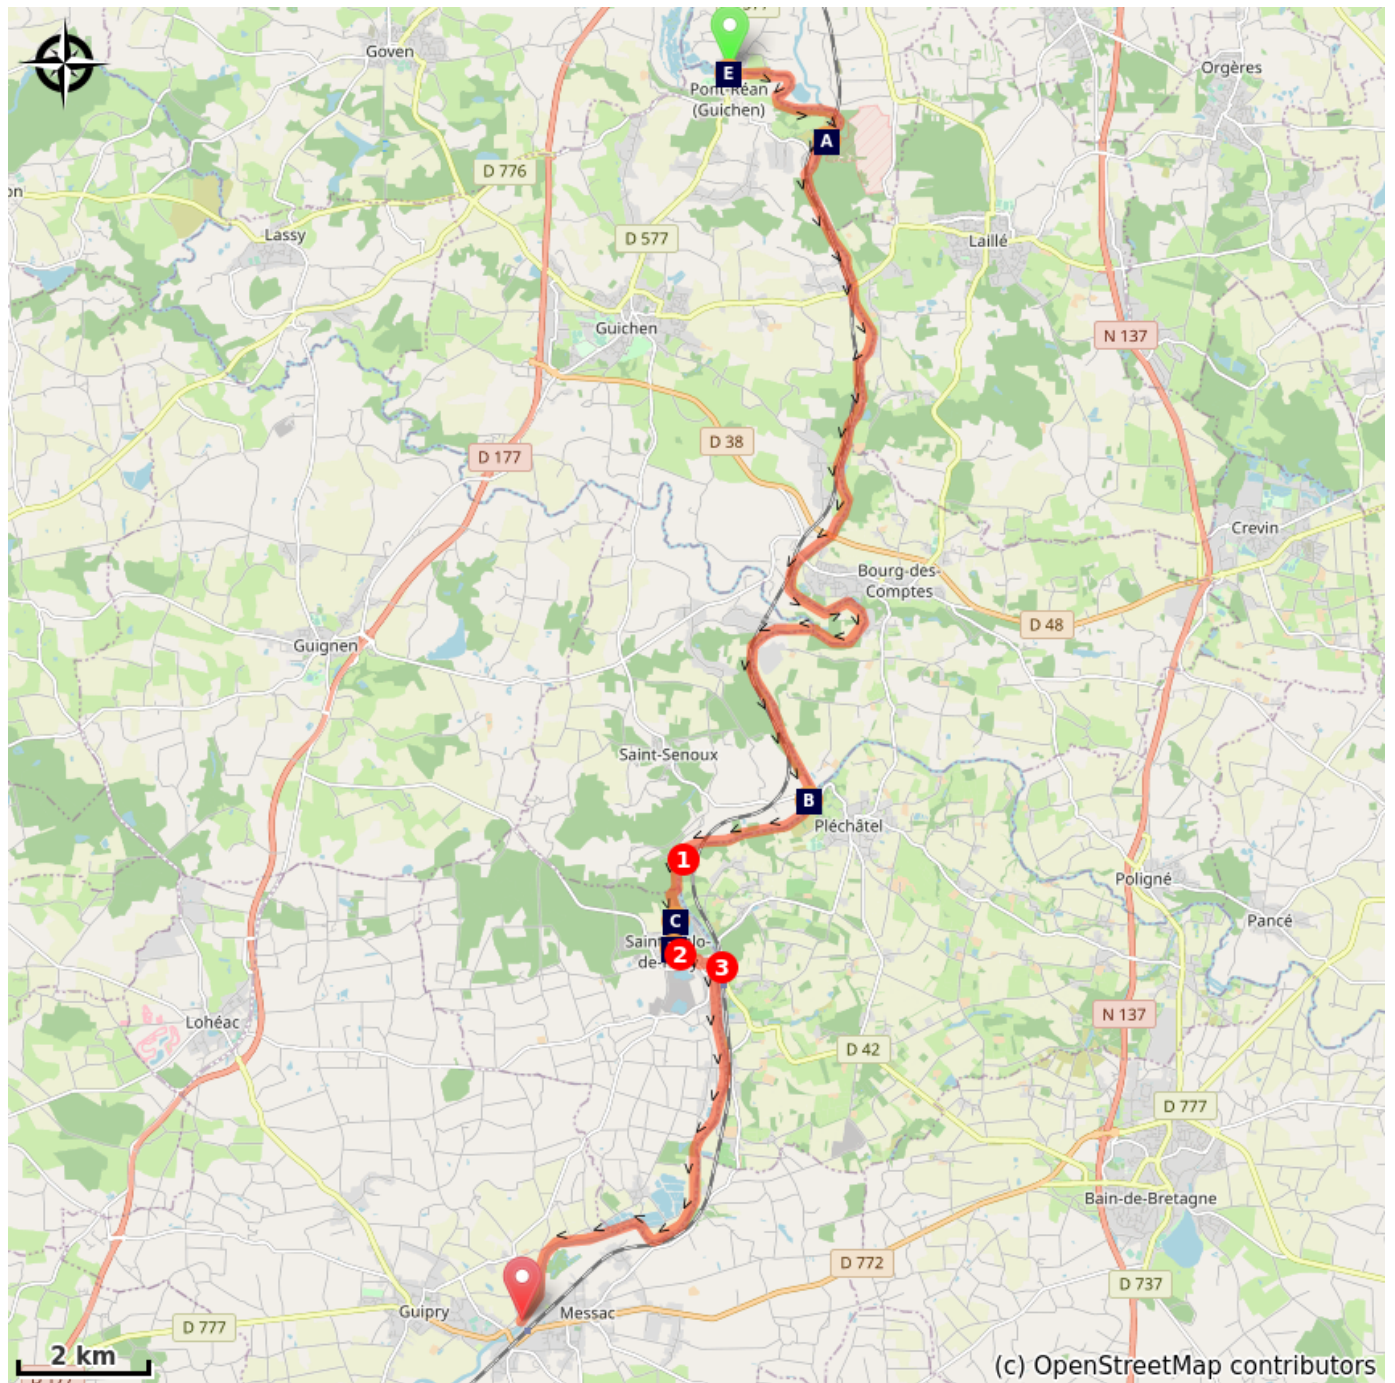 Goven
Orgères
E
Pont-Réan
(Guichen)
A
D 776
on
Lassy
D 577
Laillé
Guichen
N 137
D 38
D 177
Crevin
Bourg-des-
Comptes
D 48
Guignen
Saint-Senoux
B
Pléchâtel
1
Poligné
C
Pancé
2
3
Lohéac
N 137
D 42
D 777
Bain-de-Bretagne
D 772
D 737
Guipry
Messac
D 777
2 km
(c) OpenStreetMap contributors